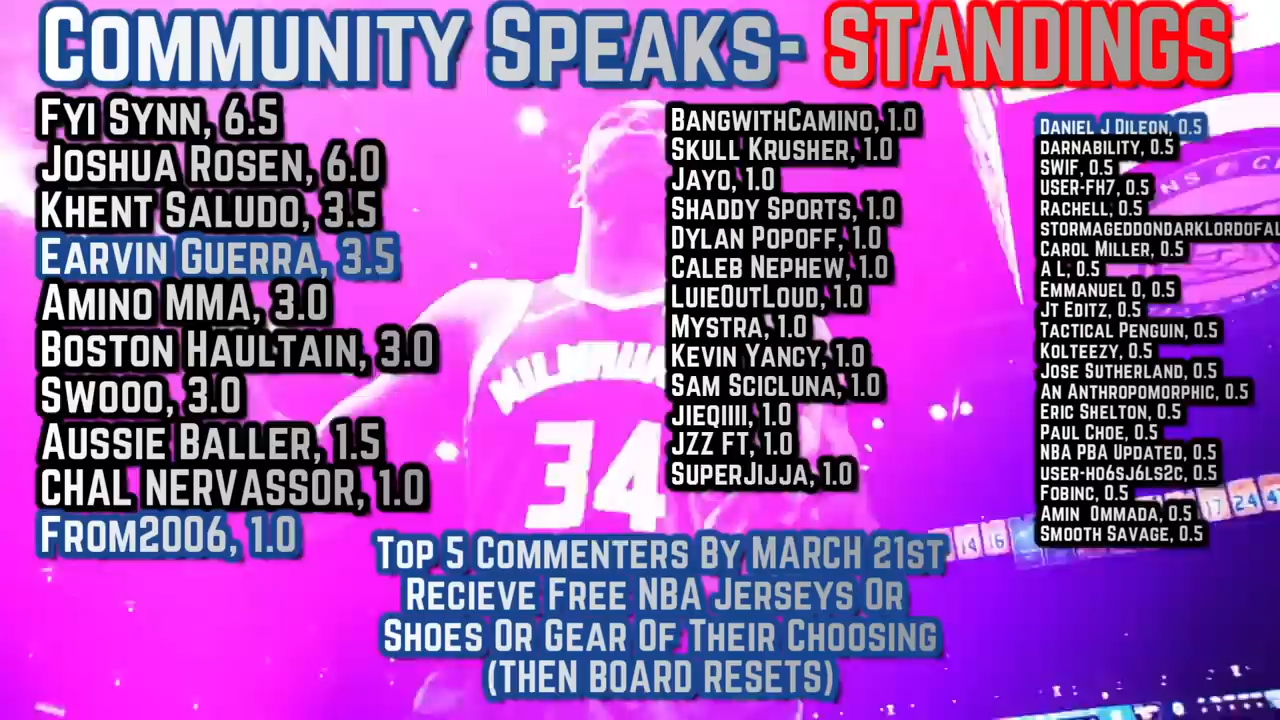 Community Speaks- STANDINGS
Fyi Synn, 6.5
Joshua Rosen, 6.0
Khent Saludo, 3.5
Earvin Guerra, 3.5
Amino MMA, 3.0
Boston Haultain, 3.0
Swooo, 3.0
Aussie Baller, 1.5
CHAL NERVASSOR, 1.0
From2006, 1.0
BangwithCamino, 1.0
Skull Krusher, 1.0
Jayo, 1.0
Shaddy Sports, 1.0
Dylan Popoff, 1.0
Caleb Nephew, 1.0
LuieOutLoud, 1.0
Mystra, 1.0
Kevin Yancy, 1.0
Sam Scicluna, 1.0
JIEQIIII, 1.0
JZZ FT, 1.0
SuperJijja, 1.0
Daniel J Dileon, 0.5
DARNABILITY, 0.5
SWIF, 0.5
USER-FH7, 0.5
Rachell, 0.5
STORMAGEDDONDARKLORDOFAL
Carol Miller, 0.5
A L, 0.5
Emmanuel O, 0.5
Jt Editz, 0.5
Tactical Penguin, 0.5
Kolteezy, 0.5
Jose Sutherland, 0.5
An Anthropomorphic, 0.5
Eric Shelton, 0.5
Paul Choe, 0.5
NBA PBA Updated, 0.5
USER-HO6SJ6LS2C, 0.5
Fobinc, 0.5
Amin Ommada, 0.5
Smooth Savage, 0.5
MILWAU
34
NS C
14 16
17 24 4
Top 5 Commenters By MARCH 21st
Recieve Free NBA Jerseys Or
Shoes Or Gear Of Their Choosing
(THEN BOARD RESETS)